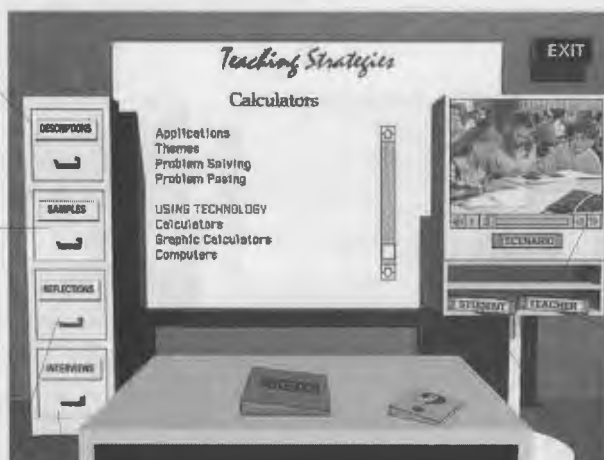 Teaching Strategies
EXIT
Calculators
DESCRIPTIONS
Applications
Themes
Problem Solving
Problem Posing
SAMPLES
USING TECHNOLOGY
Calculators
Graphic Calculators
Computers
SCENARIO
REFLECTIONS
STUDENT
TEACHER
INTERVIEWS
?